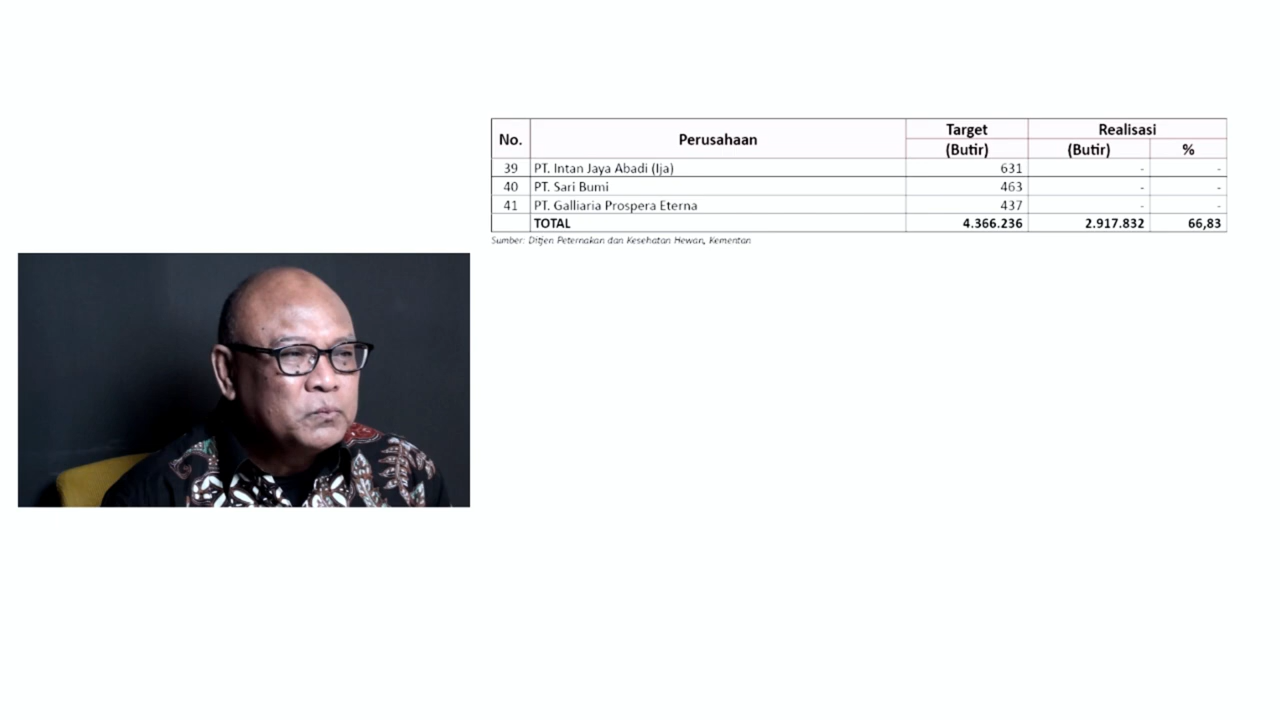 No. Perusahaan Target Realisasi
(Butir) (Butir) %
39 PT. Intan Jaya Abadi (Ija) 631 - -
40 PT. Sari Bumi 463 - -
41 PT. Galliaria Prospera Eterna 437 - -
TOTAL 4.366.236 2.917.832 66,83
Sumber: Ditjen Peternakan dan Kesehatan Hewan, Kementan